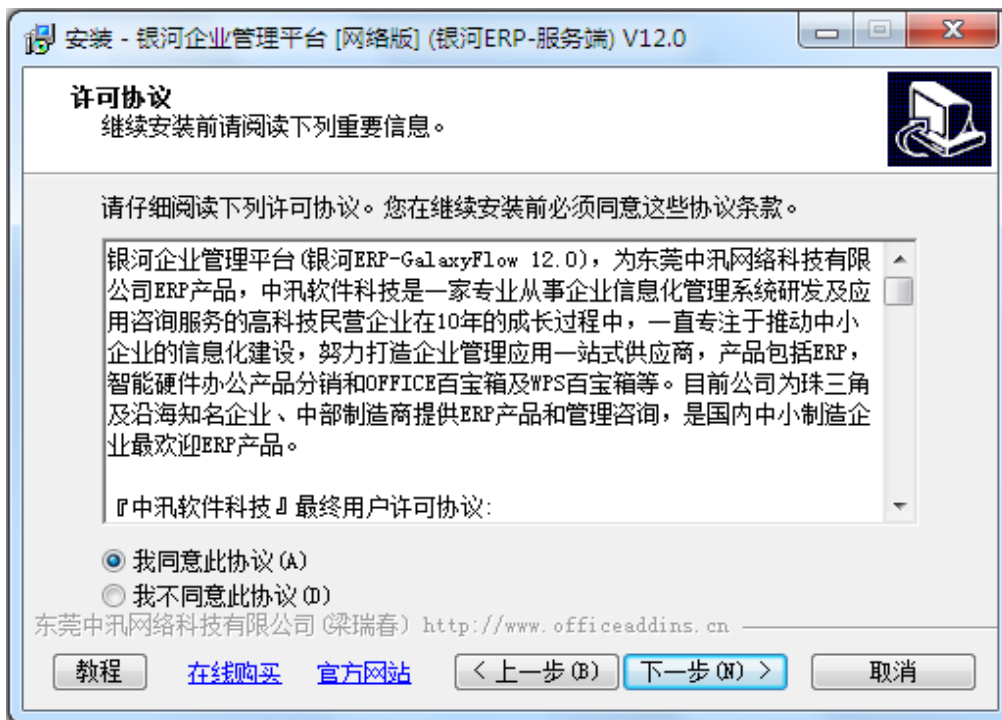 安装 - 银河企业管理平台 [网络版] (银河ERP-服务端) V12.0
许可协议
继续安装前请阅读下列重要信息。
请仔细阅读下列许可协议。您在继续安装前必须同意这些协议条款。
银河企业管理平台(银河ERP-GalaxyFlow 12.0)，为东莞中汛网络科技有限
公司ERP产品，中汛软件科技是一家专业从事企业信息化管理系统研发及应
用咨询服务的高科技民营企业在10年的成长过程中，一直专注于推动中小
企业的信息化建设，努力打造企业管理应用一站式供应商，产品包括ERP，
智能硬件办公产品分销和OFFICE百宝箱及WPS百宝箱等。目前公司为珠三角
及沿海知名企业、中部制造商提供ERP产品和管理咨询，是国内中小制造企
业最欢迎ERP产品。
『中汛软件科技』最终用户许可协议:
我同意此协议(A)
我不同意此协议(D)
东莞中汛网络科技有限公司(梁瑞春) http://www.officeaddins.cn
教程 在线购买 官方网站 < 上一步(B) 下一步(N) > 取消